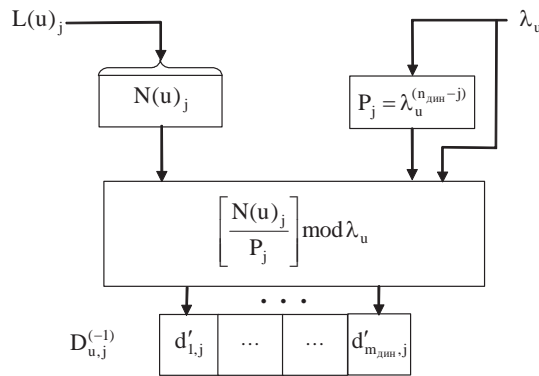 L(u)_j λ_u
N(u)_j P_j = λ_u^(n_дин−j)
[N(u)_j / P_j] mod λ_u
. . .
D_u,j^(−1) d′_1,j ... ... d′_m_дин,j